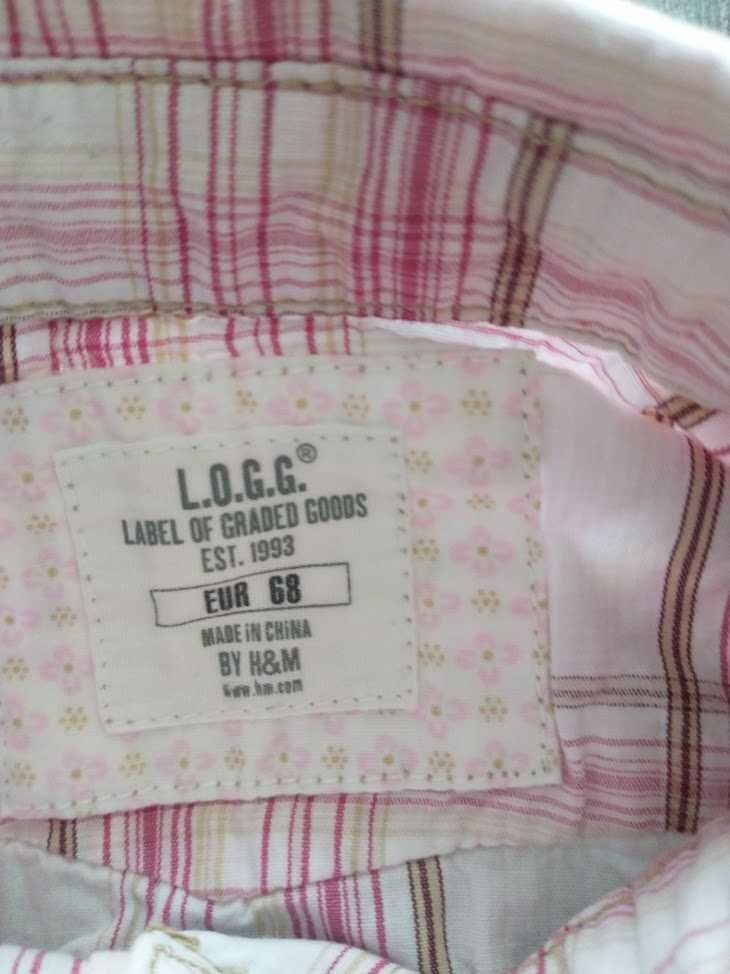 L.O.G.G.®
LABEL OF GRADED GOODS
EST. 1993
EUR 68
MADE IN CHINA
BY H&M
www.hm.com